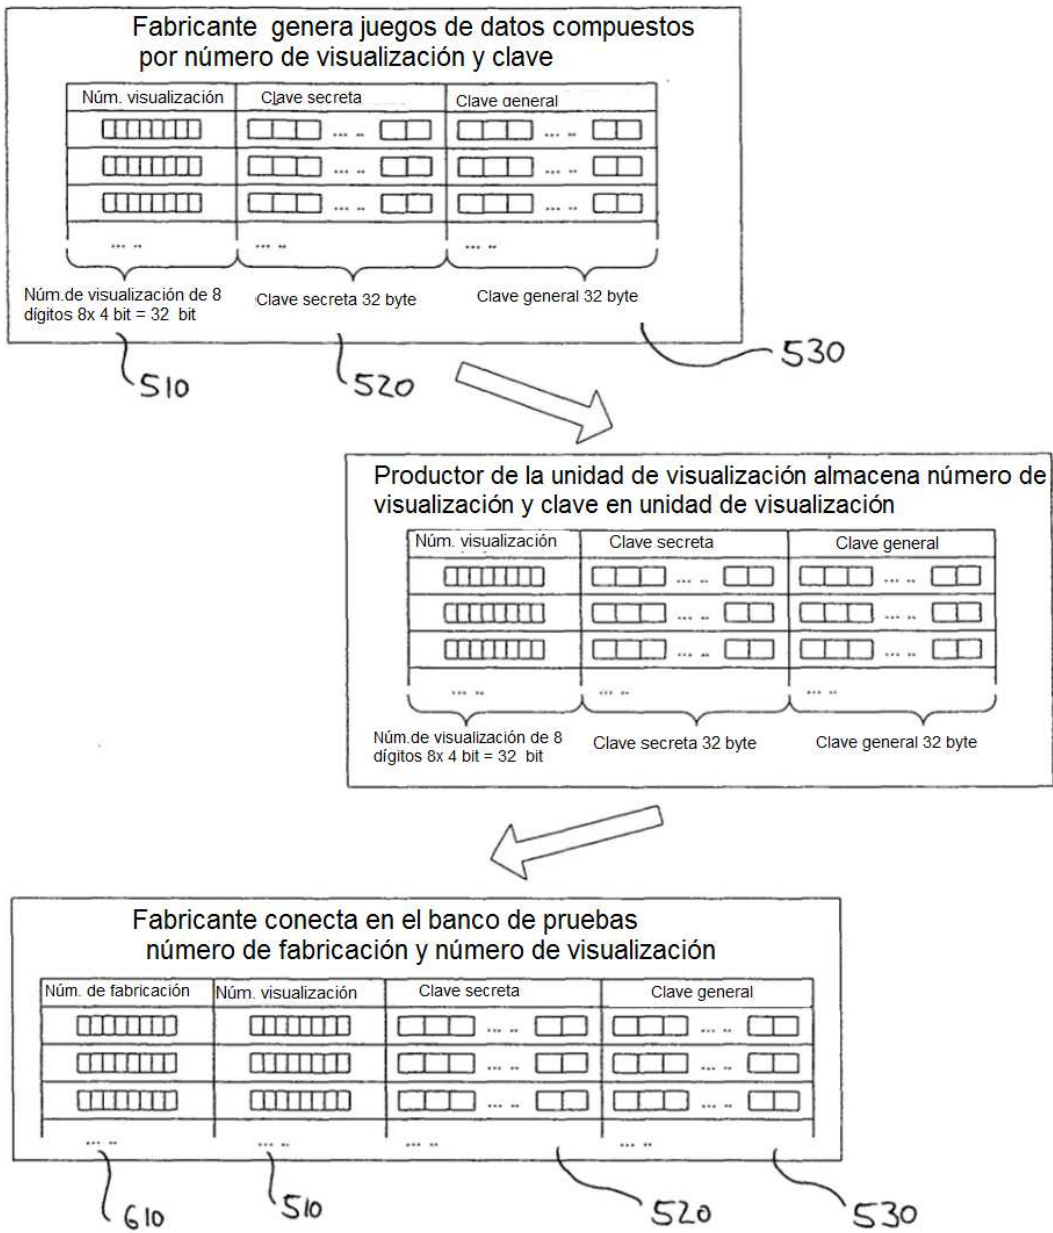 Fabricante genera juegos de datos compuestos
por número de visualización y clave
Núm. visualización Clave secreta Clave general
... .. ... ..
... .. ... ..
... .. ... ..
... .. ... .. ... ..
Núm.de visualización de 8
dígitos 8x 4 bit = 32 bit
Clave secreta 32 byte
Clave general 32 byte
510
520
530
Productor de la unidad de visualización almacena número de
visualización y clave en unidad de visualización
Núm. visualización Clave secreta Clave general
... .. ... ..
... .. ... ..
... .. ... ..
... .. ... .. ... ..
Núm.de visualización de 8
dígitos 8x 4 bit = 32 bit
Clave secreta 32 byte
Clave general 32 byte
Fabricante conecta en el banco de pruebas
número de fabricación y número de visualización
Núm. de fabricación Núm. visualización Clave secreta Clave general
... .. ... ..
... .. ... ..
... .. ... ..
... .. ... .. ... .. ... ..
610
510
520
530